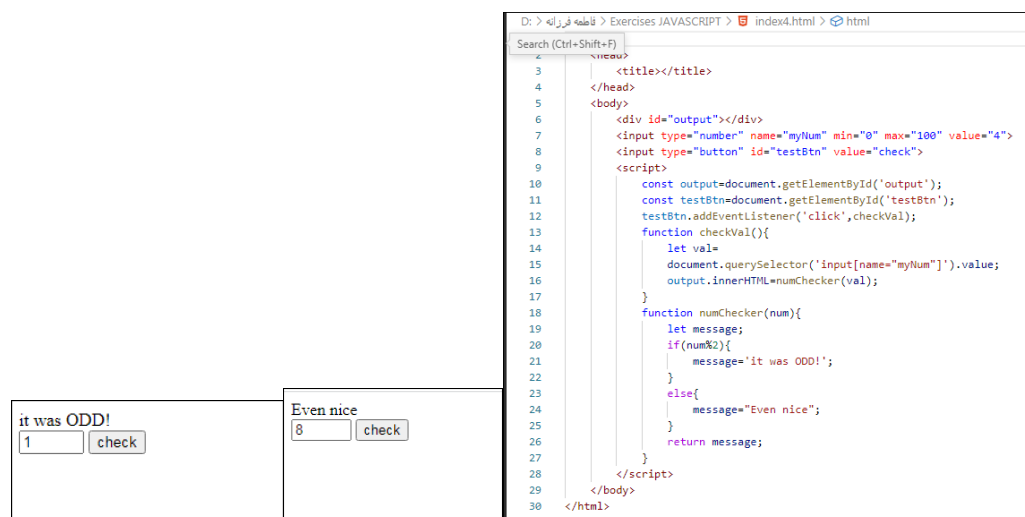 D: > فاطمه فرزانه > Exercises JAVASCRIPT > index4.html > html
Search (Ctrl+Shift+F)
2 <head>
3 <title></title>
4 </head>
5 <body>
6 <div id="output"></div>
7 <input type="number" name="myNum" min="0" max="100" value="4">
8 <input type="button" id="testBtn" value="check">
9 <script>
10 const output=document.getElementById('output');
11 const testBtn=document.getElementById('testBtn');
12 testBtn.addEventListener('click',checkVal);
13 function checkVal(){
14 let val=
15 document.querySelector('input[name="myNum"]').value;
16 output.innerHTML=numChecker(val);
17 }
18 function numChecker(num){
19 let message;
20 if(num%2){
21 message='it was ODD!';
22 }
23 else{
24 message="Even nice";
25 }
26 return message;
27 }
28 </script>
29 </body>
30 </html>
it was ODD!
1 check
Even nice
8 check